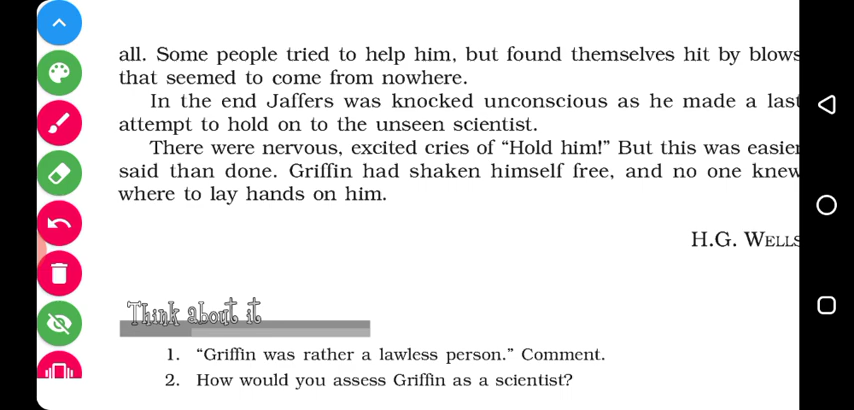 all. Some people tried to help him, but found themselves hit by blows
that seemed to come from nowhere.
In the end Jaffers was knocked unconscious as he made a last
attempt to hold on to the unseen scientist.
There were nervous, excited cries of “Hold him!” But this was easier
said than done. Griffin had shaken himself free, and no one knew
where to lay hands on him.
H.G. WELLS
Think about it
1. “Griffin was rather a lawless person.” Comment.
2. How would you assess Griffin as a scientist?